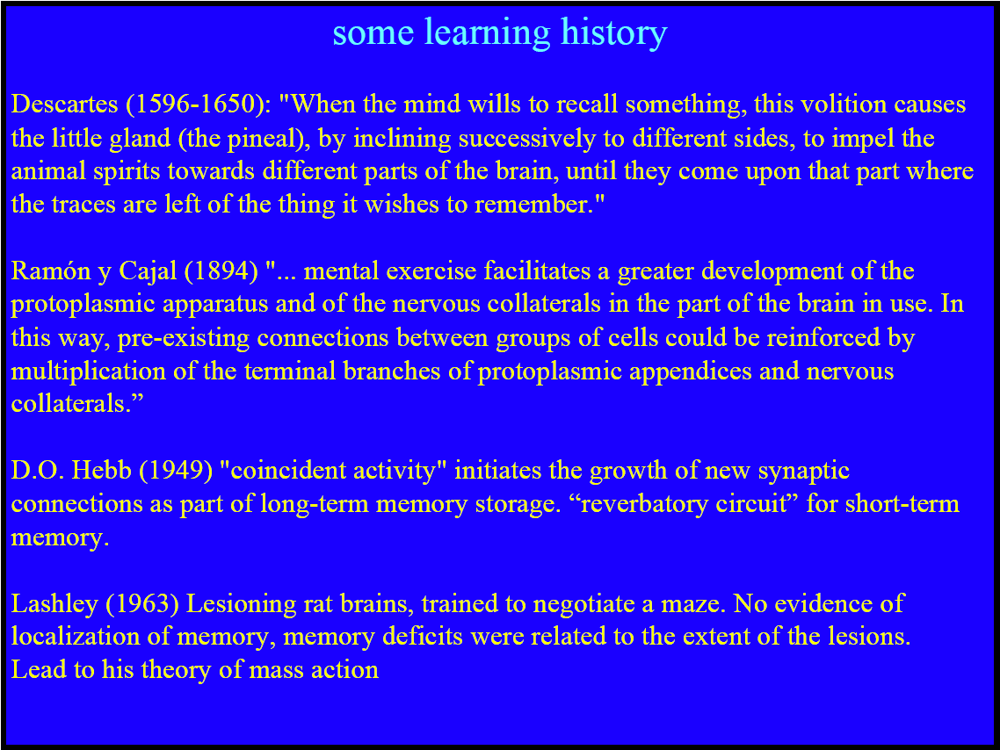 some learning history
Descartes (1596-1650): "When the mind wills to recall something, this volition causes
the little gland (the pineal), by inclining successively to different sides, to impel the
animal spirits towards different parts of the brain, until they come upon that part where
the traces are left of the thing it wishes to remember."
Ramón y Cajal (1894) "... mental exercise facilitates a greater development of the
protoplasmic apparatus and of the nervous collaterals in the part of the brain in use. In
this way, pre-existing connections between groups of cells could be reinforced by
multiplication of the terminal branches of protoplasmic appendices and nervous
collaterals.”
D.O. Hebb (1949) "coincident activity" initiates the growth of new synaptic
connections as part of long-term memory storage. “reverbatory circuit” for short-term
memory.
Lashley (1963) Lesioning rat brains, trained to negotiate a maze. No evidence of
localization of memory, memory deficits were related to the extent of the lesions.
Lead to his theory of mass action